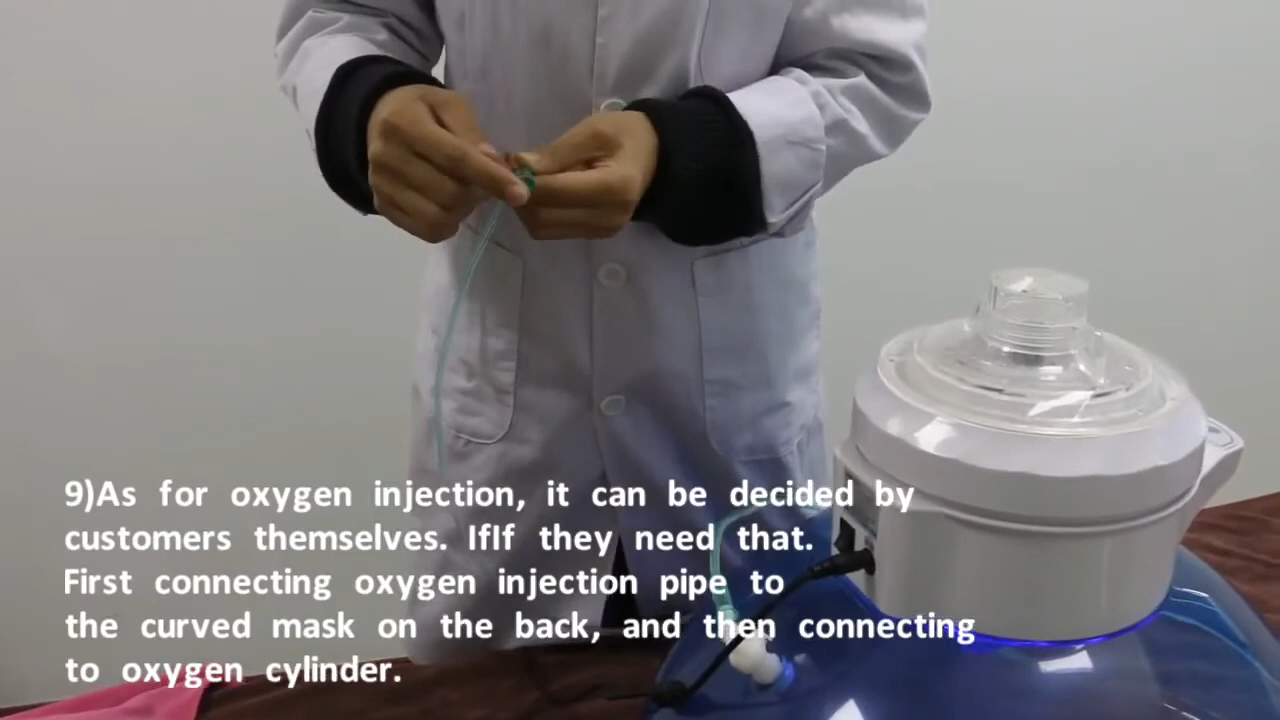 9)As for oxygen injection, it can be decided by
customers themselves. IfIf they need that.
First connecting oxygen injection pipe to
the curved mask on the back, and then connecting
to oxygen cylinder.